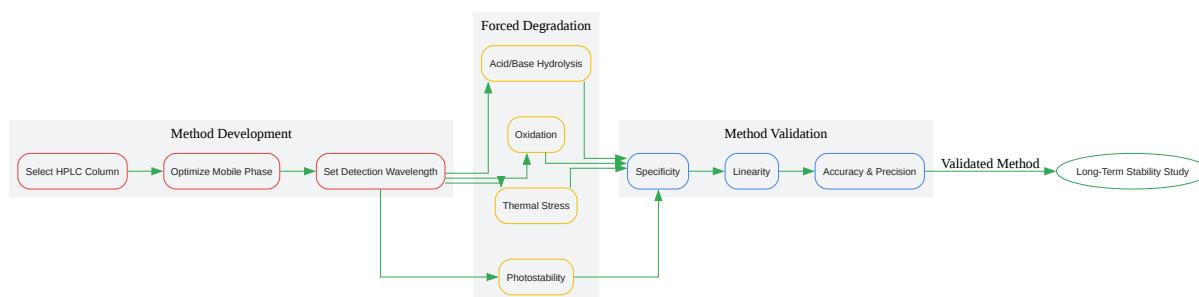 Forced Degradation
Acid/Base Hydrolysis
Method Development
Oxidation
Method Validation
Select HPLC Column
Optimize Mobile Phase
Set Detection Wavelength
Specificity
Linearity
Accuracy & Precision
Validated Method
Long-Term Stability Study
Thermal Stress
Photostability